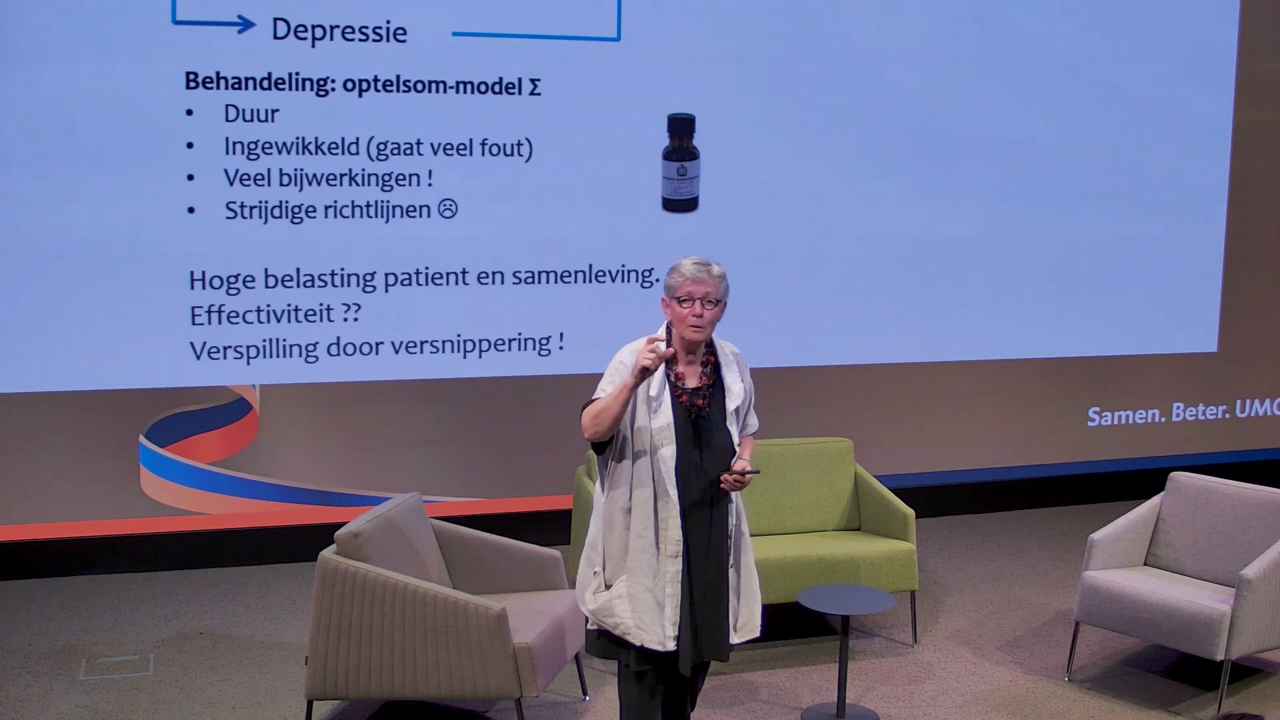 Depressie
Behandeling: optelsom-model Σ
• Duur
• Ingewikkeld (gaat veel fout)
• Veel bijwerkingen !
• Strijdige richtlijnen ☹
Hoge belasting patient en samenleving.
Effectiviteit ??
Verspilling door versnippering !
Samen. Beter. UMC